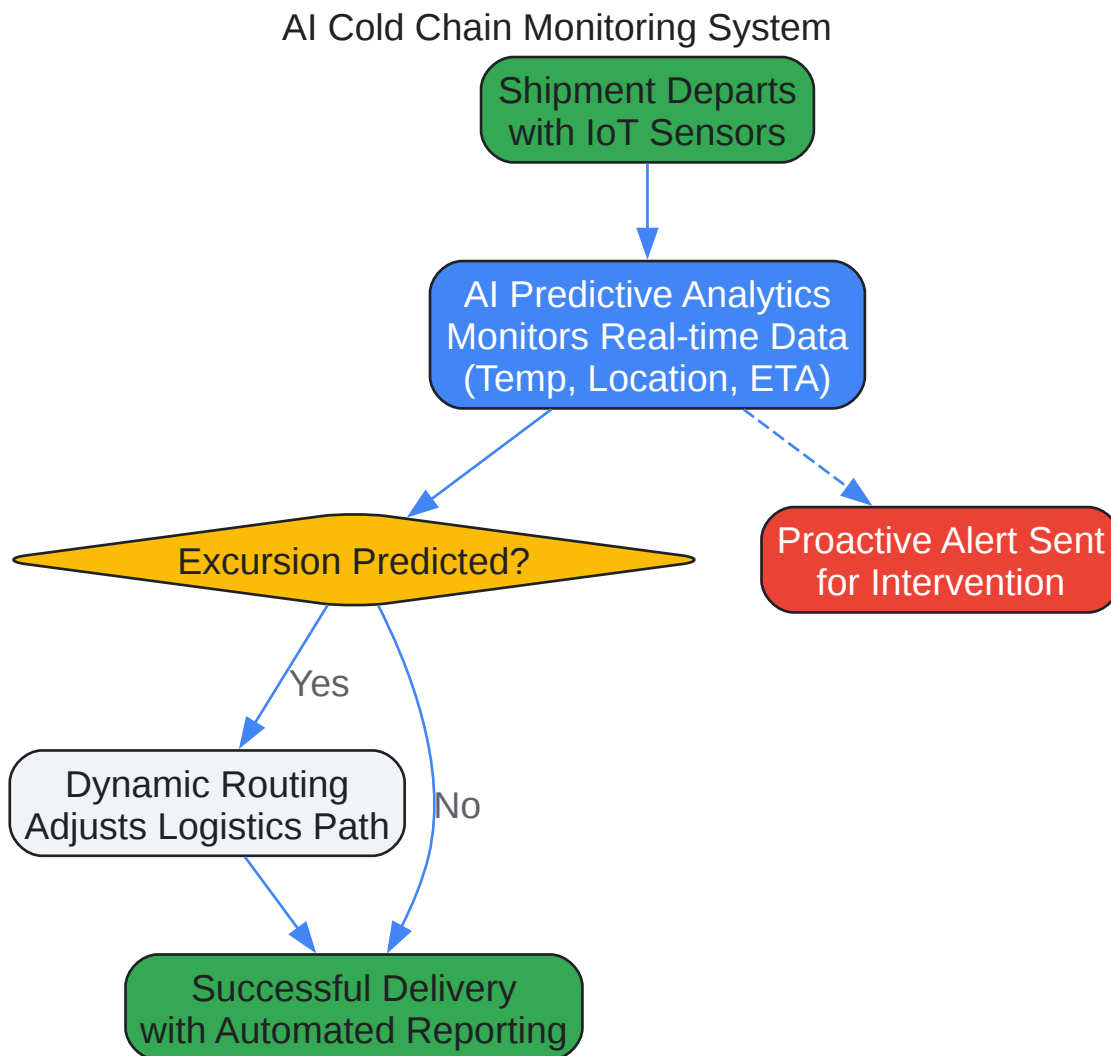 AI Cold Chain Monitoring System
Shipment Departs
with IoT Sensors
AI Predictive Analytics
Monitors Real-time Data
(Temp, Location, ETA)
Excursion Predicted?
Proactive Alert Sent
for Intervention
Yes
Dynamic Routing
Adjusts Logistics Path
No
Successful Delivery
with Automated Reporting